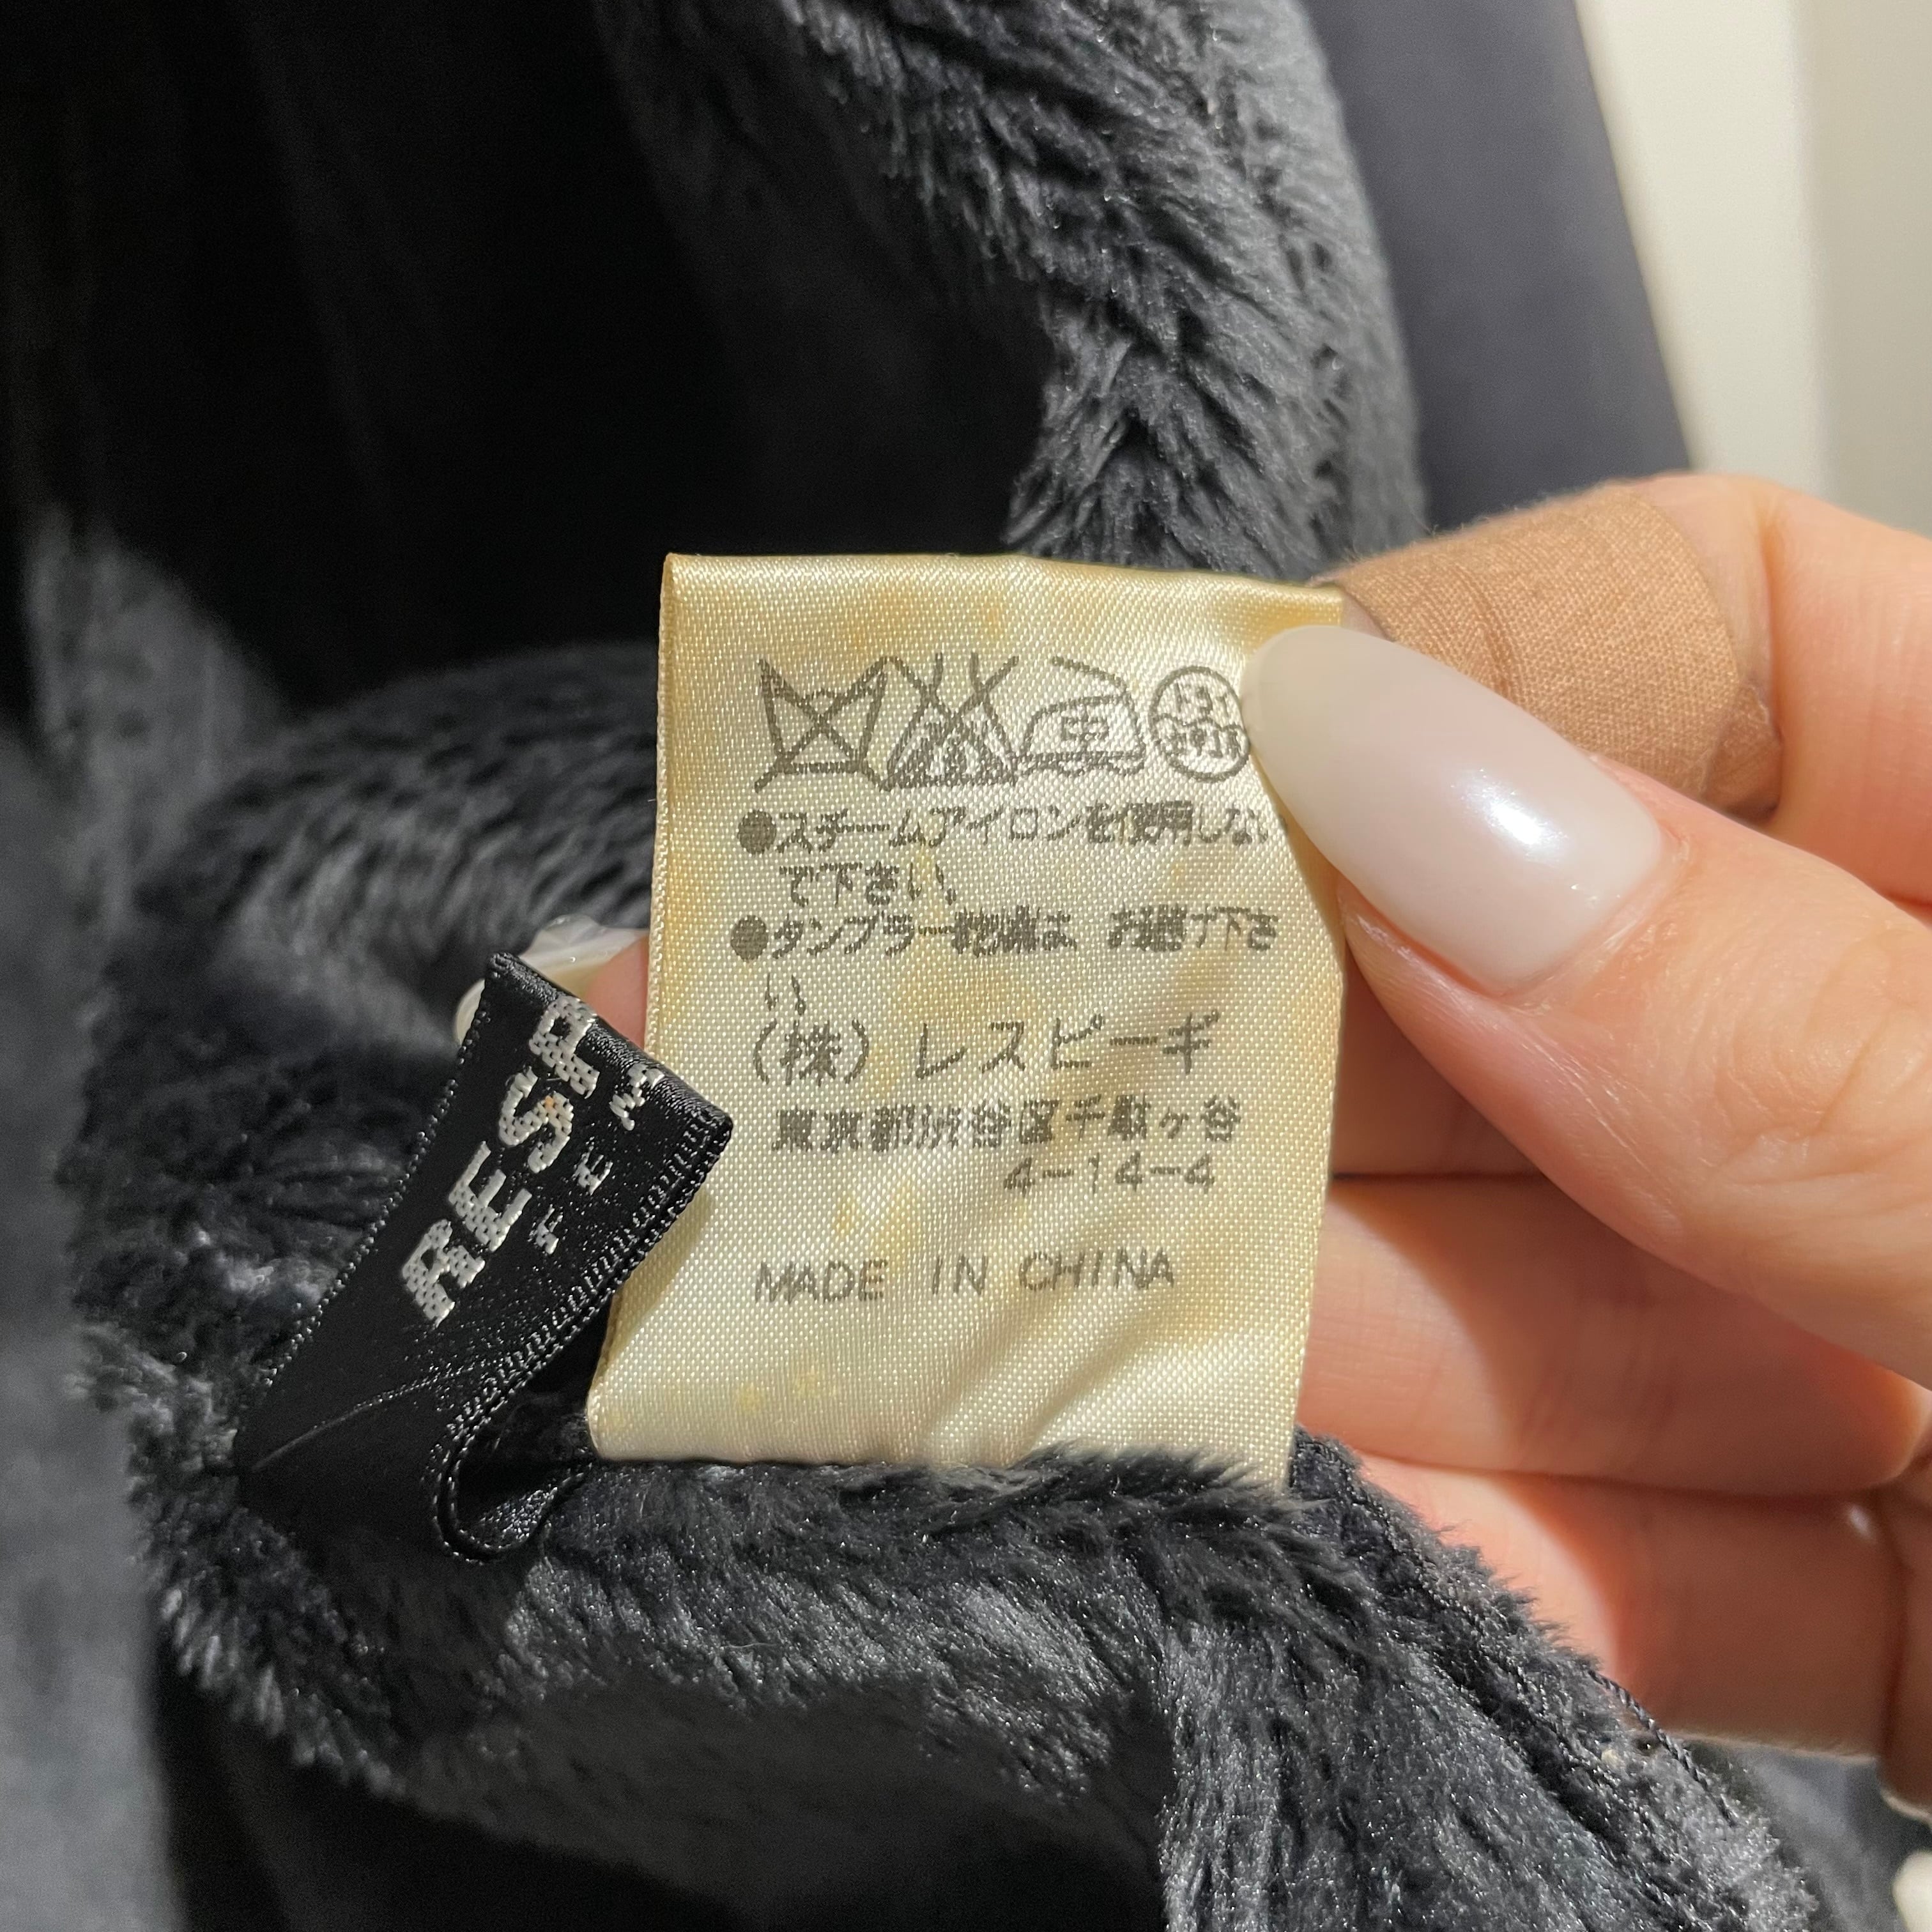 ●スチームアイロンを使用しない
で下さい。
●タンブラー乾燥は お避け下さ
い。
(株) レスピーギ
東京都渋谷区千駄ヶ谷
4-14-4
MADE IN CHINA
RESP
FEM